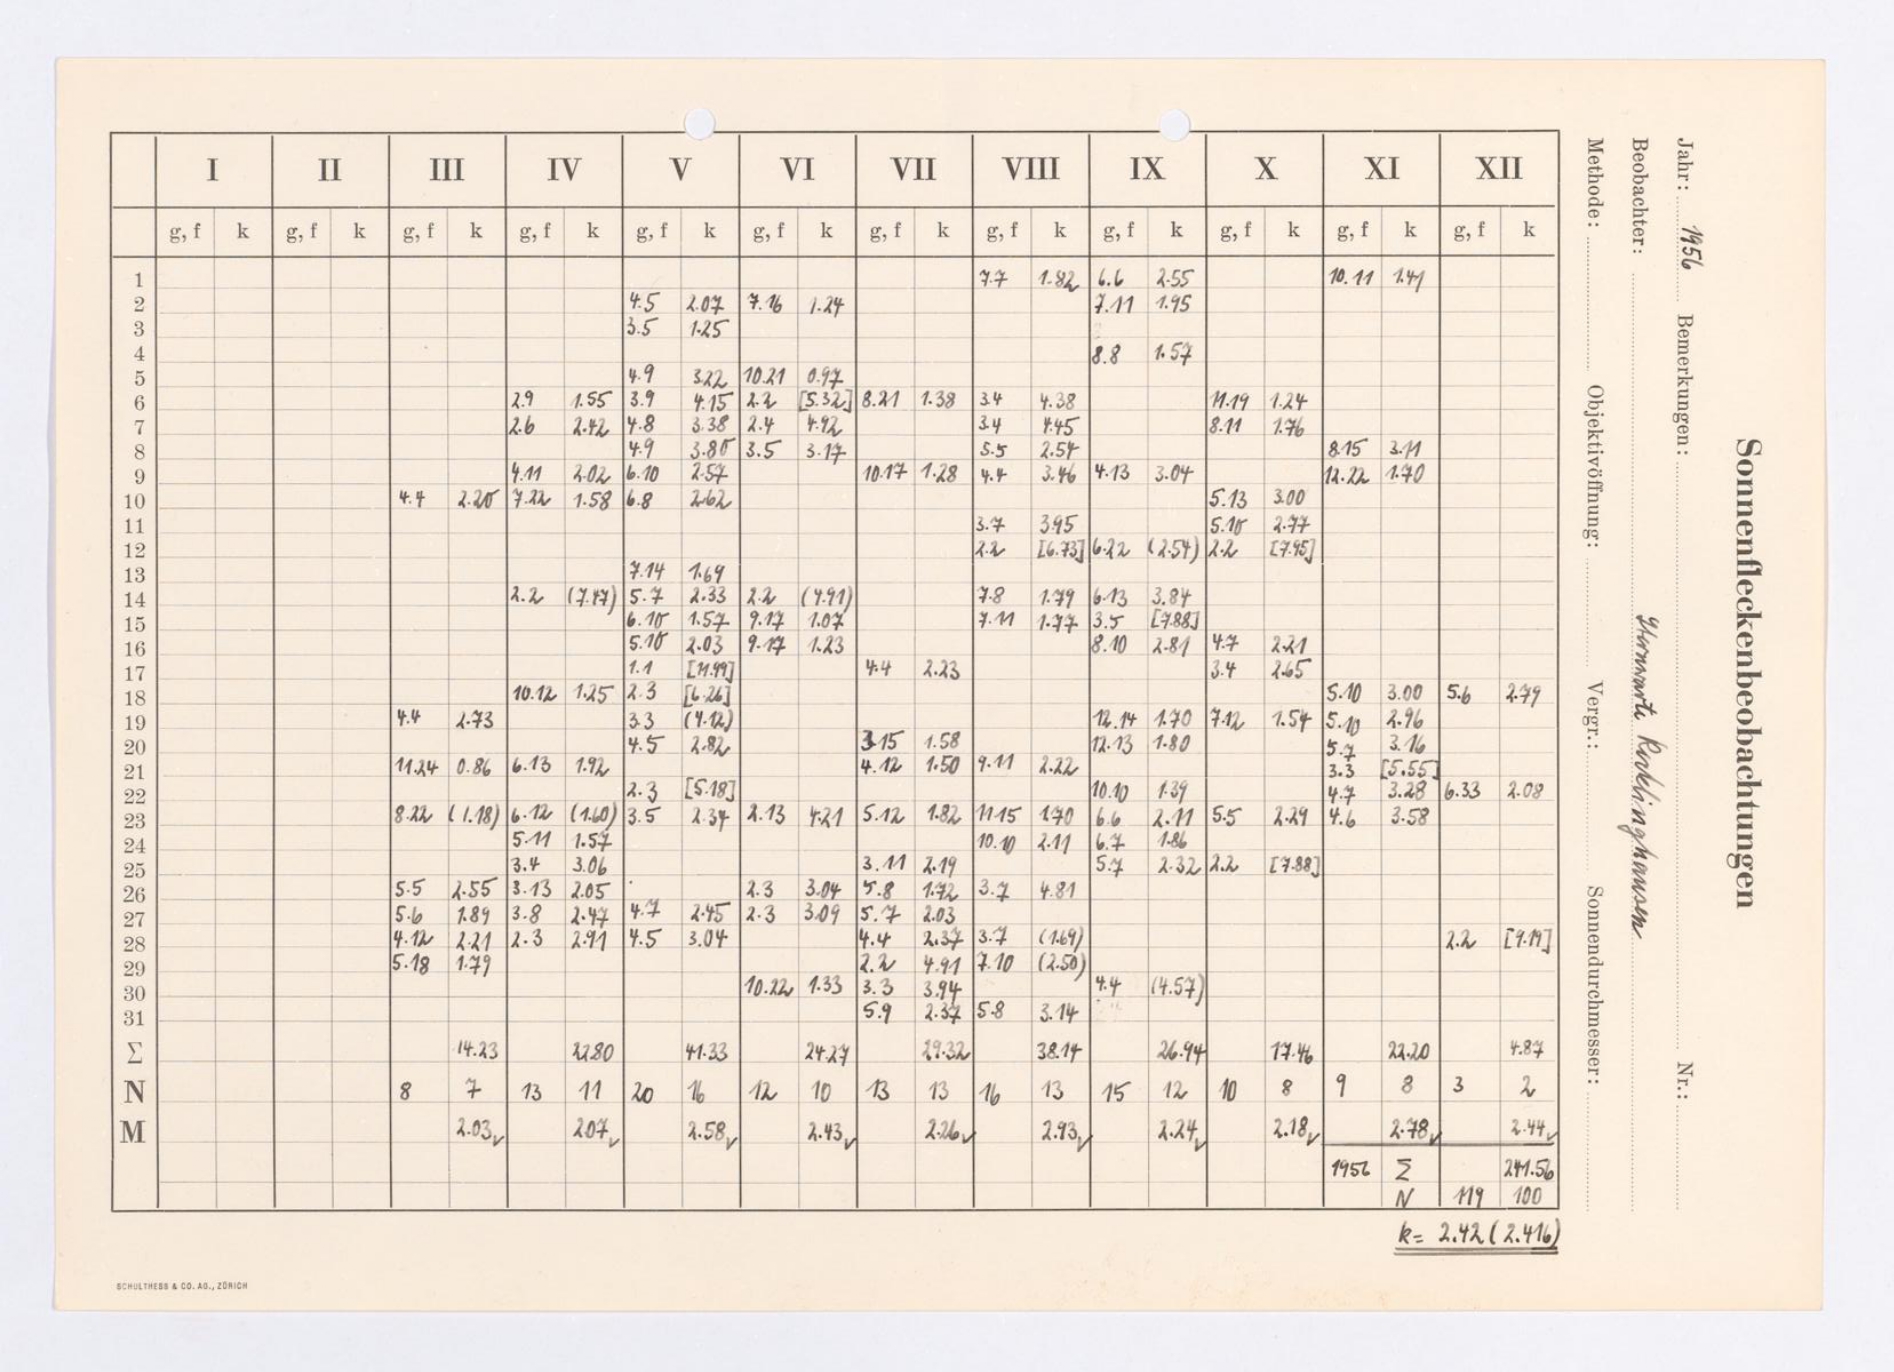 I II III IV V VI VII VIII IX X XI XII
g, f k g, f k g, f k g, f k g, f k g, f k g, f k g, f k g, f k g, f k g, f k g, f k
1 7.7 1.82 6.6 2.55 10.11 1.41
2 4.5 2.07 7.16 1.24 7.11 1.95
3 3.5 1.25
4 8.8 1.57
5 4.9 3.22 10.21 0.97
6 2.9 1.55 3.9 4.15 2.2 [5.32] 8.21 1.38 3.4 4.38 11.19 1.24
7 2.6 2.42 4.8 3.38 2.4 4.92 3.4 4.45 8.11 1.76
8 4.9 3.80 3.5 3.17 5.5 2.54 8.15 3.11
9 4.11 2.02 6.10 2.57 10.17 1.28 4.4 3.46 4.13 3.04 12.22 1.70
10 4.4 2.20 7.22 1.58 6.8 2.62 5.13 3.00
11 3.7 3.95 5.10 2.77
12 2.2 [6.73] 6.22 (2.54) 2.2 [7.95]
13 7.14 1.69
14 2.2 (7.47) 5.7 2.33 2.2 (4.91) 7.8 1.79 6.13 3.84
15 6.10 1.57 9.17 1.07 7.11 1.77 3.5 [7.88]
16 5.10 2.03 9.17 1.23 8.10 2.81 4.7 2.21
17 1.1 [11.99] 4.4 2.23 3.4 2.65
18 10.12 1.25 2.3 [6.26] 5.10 3.00 5.6 2.79
19 4.4 2.73 3.3 (4.12) 12.14 1.70 7.12 1.54 5.10 2.96
20 4.5 2.82 3.15 1.58 12.13 1.80 5.7 3.16
21 11.24 0.86 6.13 1.92 4.12 1.50 9.11 2.22 3.3 [5.55]
22 2.3 [5.18] 10.10 1.39 4.7 3.28 6.33 2.08
23 8.22 (1.18) 6.12 (1.60) 3.5 2.34 2.13 4.21 5.12 1.82 11.15 1.70 6.6 2.11 5.5 2.29 4.6 3.58
24 5.11 1.57 10.10 2.11 6.7 1.86
25 3.4 3.06 3.11 2.19 5.7 2.32 2.2 [7.88]
26 5.5 2.55 3.13 2.05 2.3 3.04 5.8 1.72 3.7 4.81
27 5.6 1.89 3.8 2.47 4.7 2.45 2.3 3.09 5.7 2.03
28 4.12 2.21 2.3 2.91 4.5 3.04 4.4 2.37 3.7 (1.69) 2.2 [9.19]
29 5.18 1.79 2.2 4.91 7.10 (2.50)
30 10.22 1.33 3.3 3.94 4.4 (4.57)
31 5.9 2.37 5.8 3.14
Σ 14.23 22.80 41.33 24.27 29.32 38.14 26.94 17.46 22.20 4.87
N 8 7 13 11 20 16 12 10 13 13 16 13 15 12 10 8 9 8 3 2
M 2.03 2.07 2.58 2.43 2.26 2.93 2.24 2.18 2.78 2.44
1956 Σ 241.56
N 119 100
k= 2.42 (2.416)
SCHULTHESS & CO. AG., ZÜRICH
Sonnenfleckenbeobachtungen
Jahr: 1956 Bemerkungen: Nr.:
Beobachter: Sternwarte Recklinghausen
Methode: Objektivöffnung: Vergr.: Sonnendurchmesser: